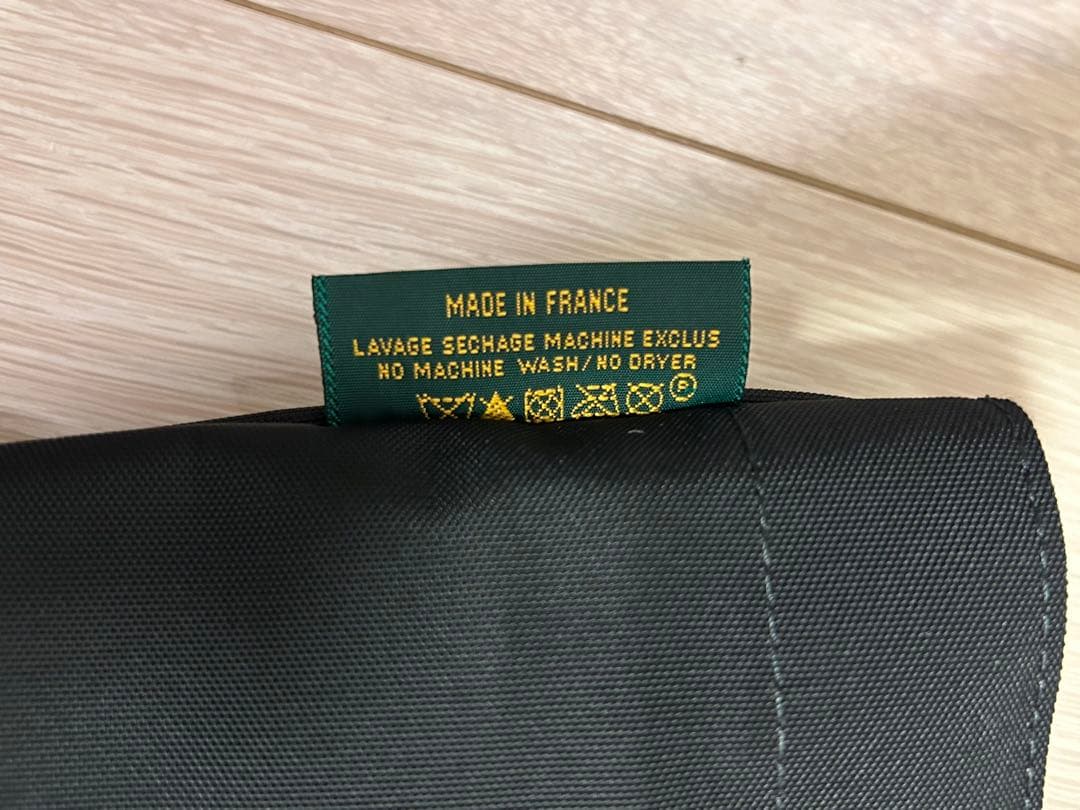 MADE IN FRANCE
LAVAGE SECHAGE MACHINE EXCLUS
NO MACHINE WASH/NO DRYER
P